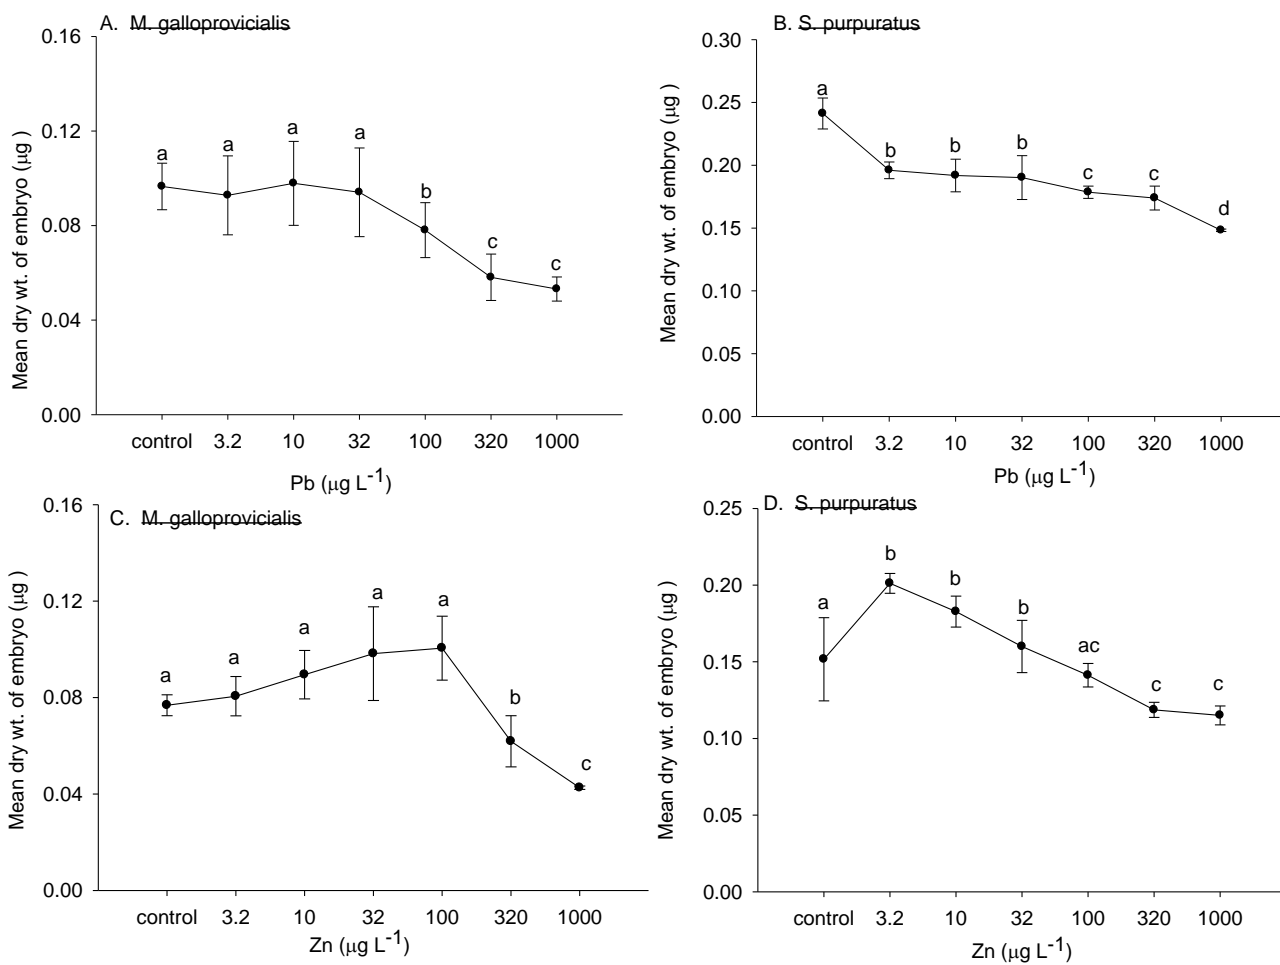 A. M. galloprovicialis
0.16
0.12
0.08
0.04
0.00
Mean dry wt. of embryo (μg )
a a a a b c c
control 3.2 10 32 100 320 1000
Pb (μg L-1)
B. S. purpuratus
0.30
0.25
0.20
0.15
0.10
0.05
0.00
Mean dry wt. of embryo (μg )
a b b b c c d
control 3.2 10 32 100 320 1000
Pb (μg L-1)
C. M. galloprovicialis
0.16
0.12
0.08
0.04
0.00
Mean dry wt. of embryo (μg )
a a a a a b c
control 3.2 10 32 100 320 1000
Zn (μg L-1)
D. S. purpuratus
0.25
0.20
0.15
0.10
0.05
0.00
Mean dry wt. of embryo (μg )
a b b b ac c c
control 3.2 10 32 100 320 1000
Zn (μg L-1)